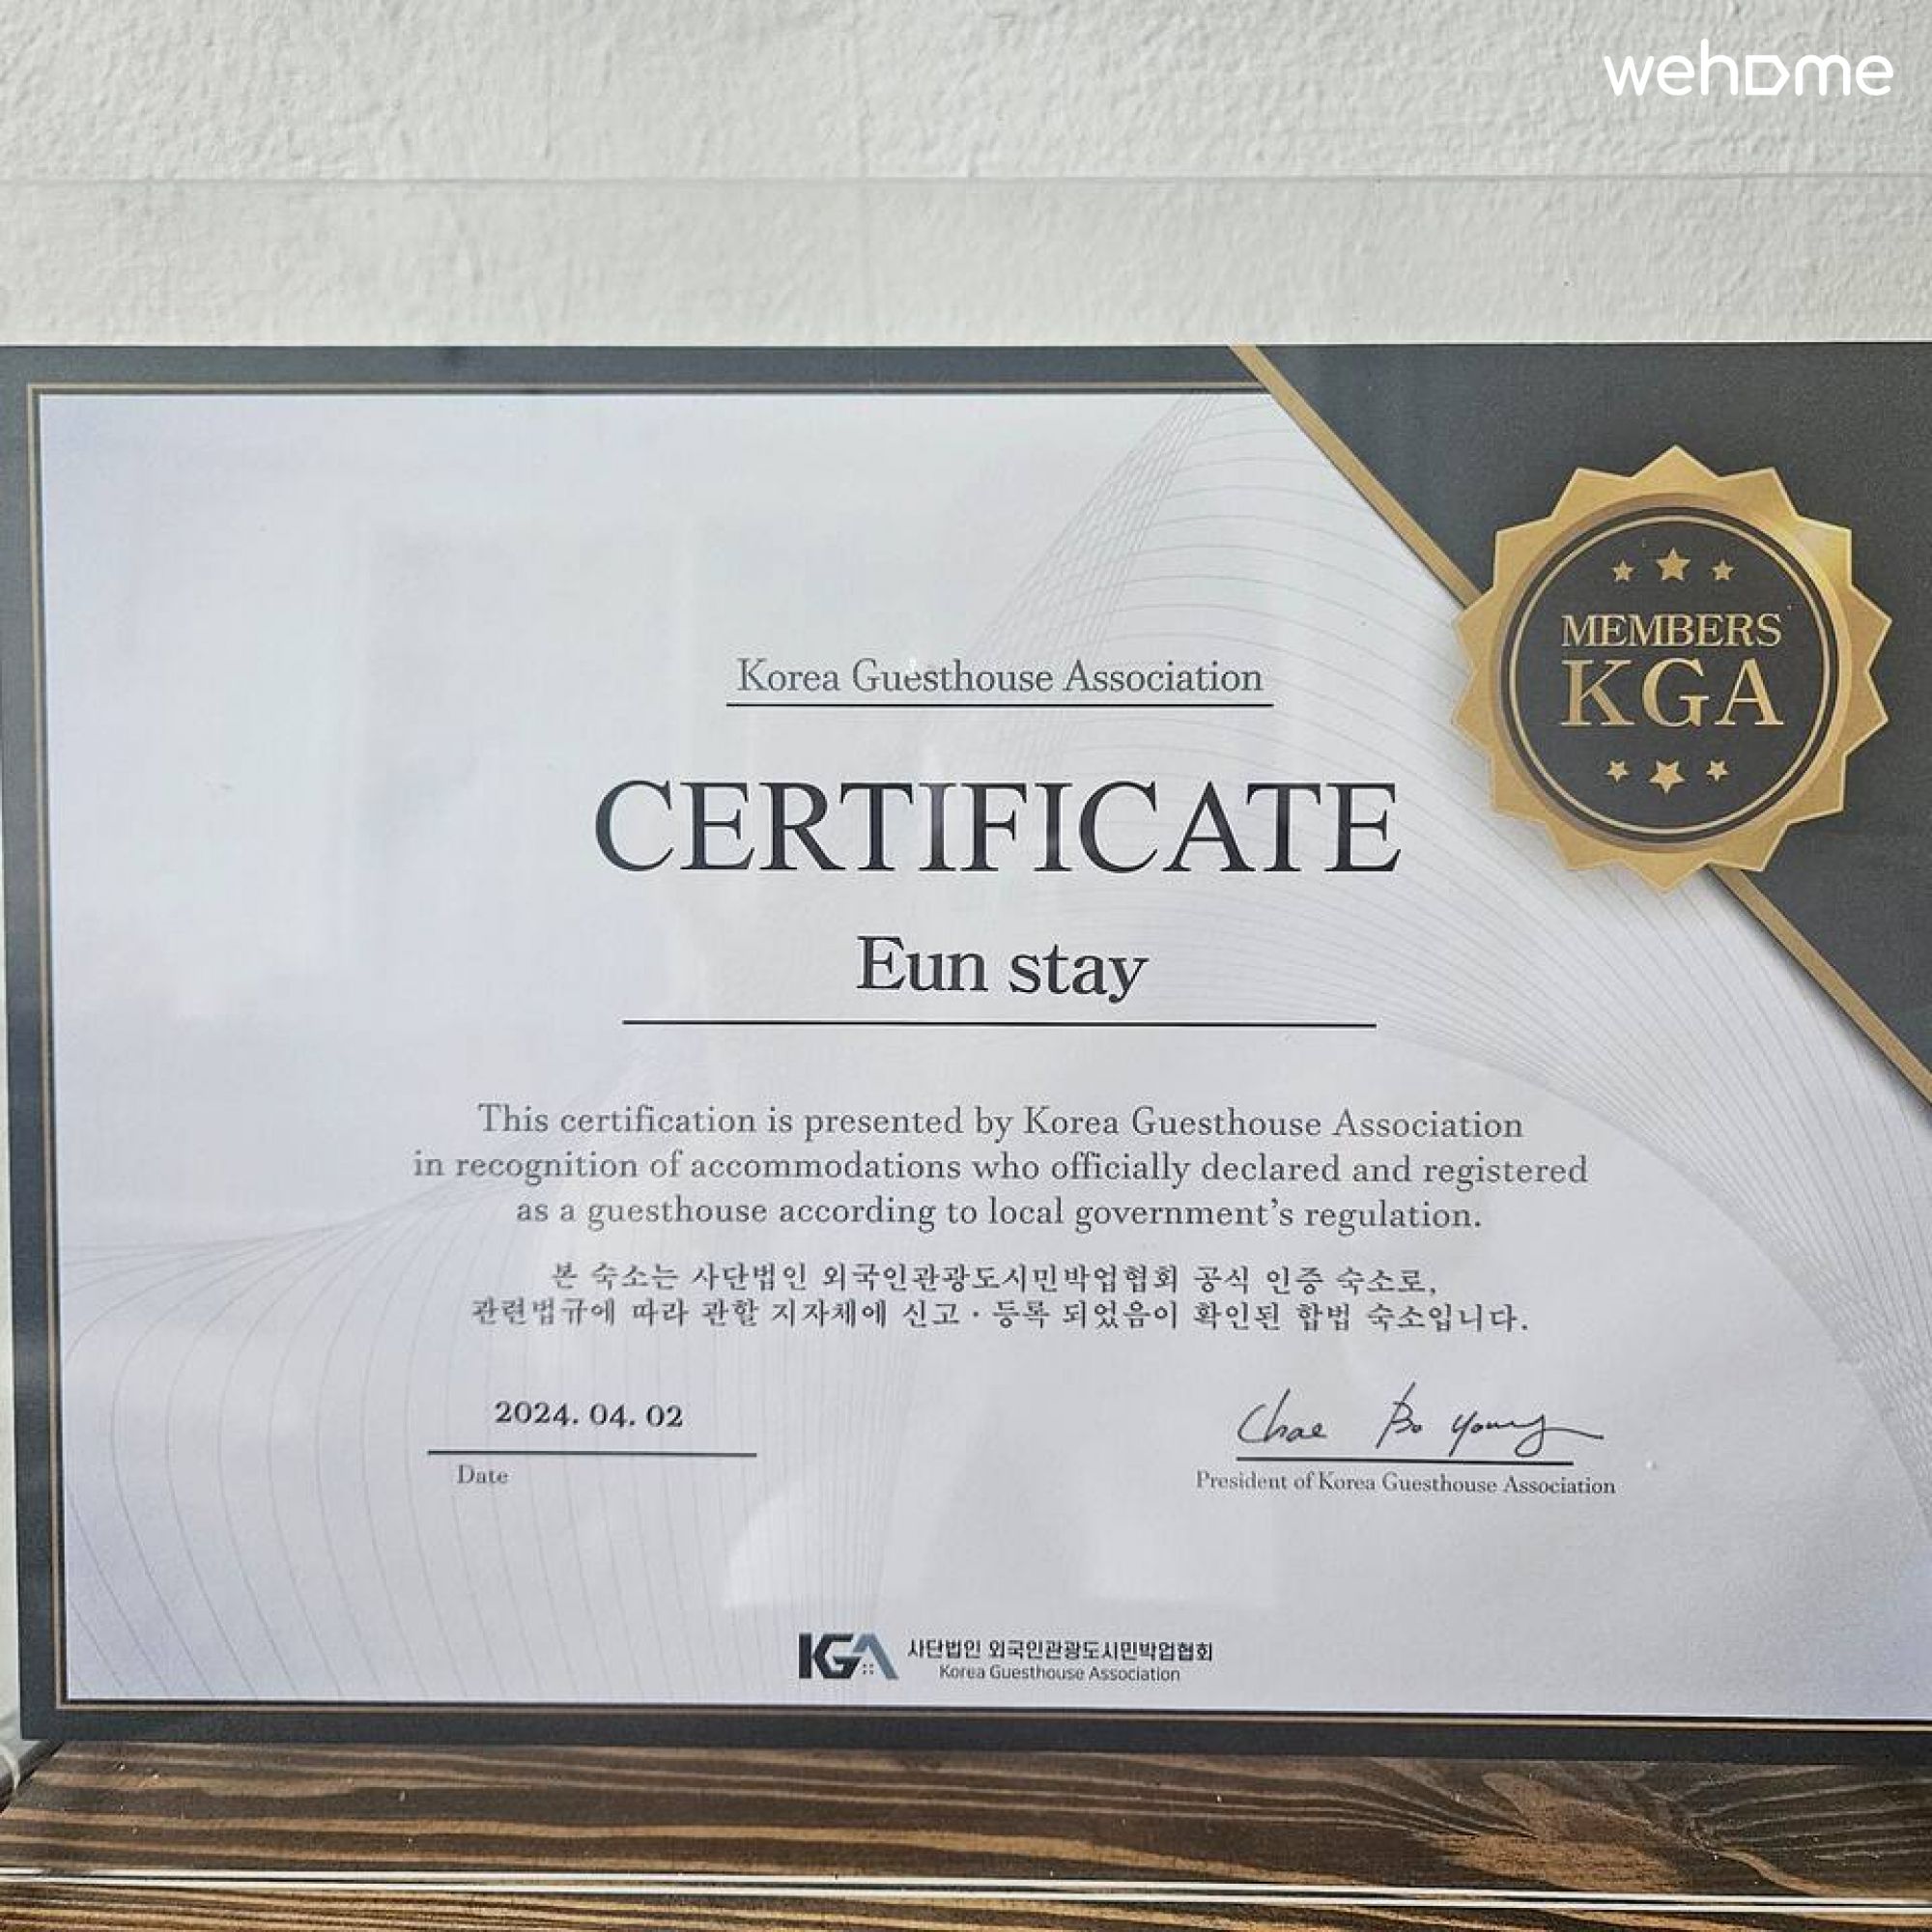 wehome
Korea Guesthouse Association
MEMBERS
KGA
CERTIFICATE
Eun stay
This certification is presented by Korea Guesthouse Association
in recognition of accommodations who officially declared and registered
as a guesthouse according to local government's regulation.
본 숙소는 사단법인 외국인관광도시민박업협회 공식 인증 숙소로,
관련법규에 따라 관할 지자체에 신고 · 등록 되었음이 확인된 합법 숙소입니다.
2024. 04. 02
Date
Chae Bo young
President of Korea Guesthouse Association
KGA 사단법인 외국인관광도시민박업협회
Korea Guesthouse Association